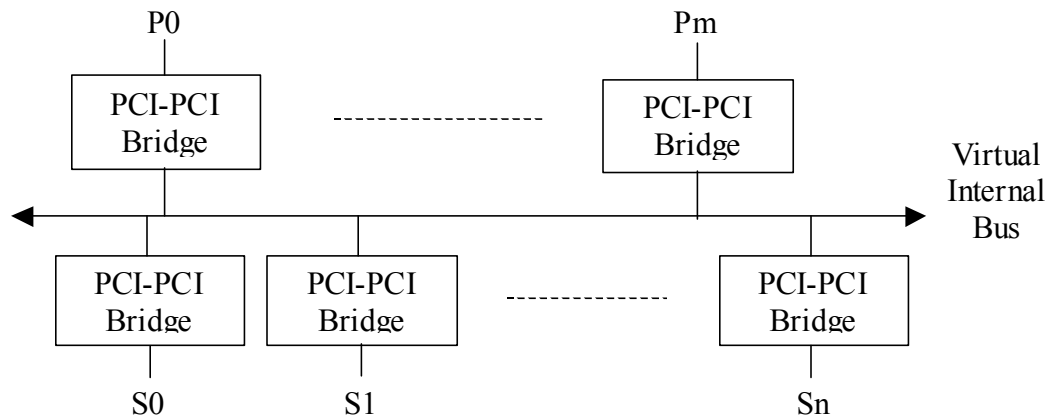 P0
Pm
PCI-PCI
Bridge
PCI-PCI
Bridge
Virtual
Internal
Bus
PCI-PCI
Bridge
PCI-PCI
Bridge
PCI-PCI
Bridge
S0
S1
Sn